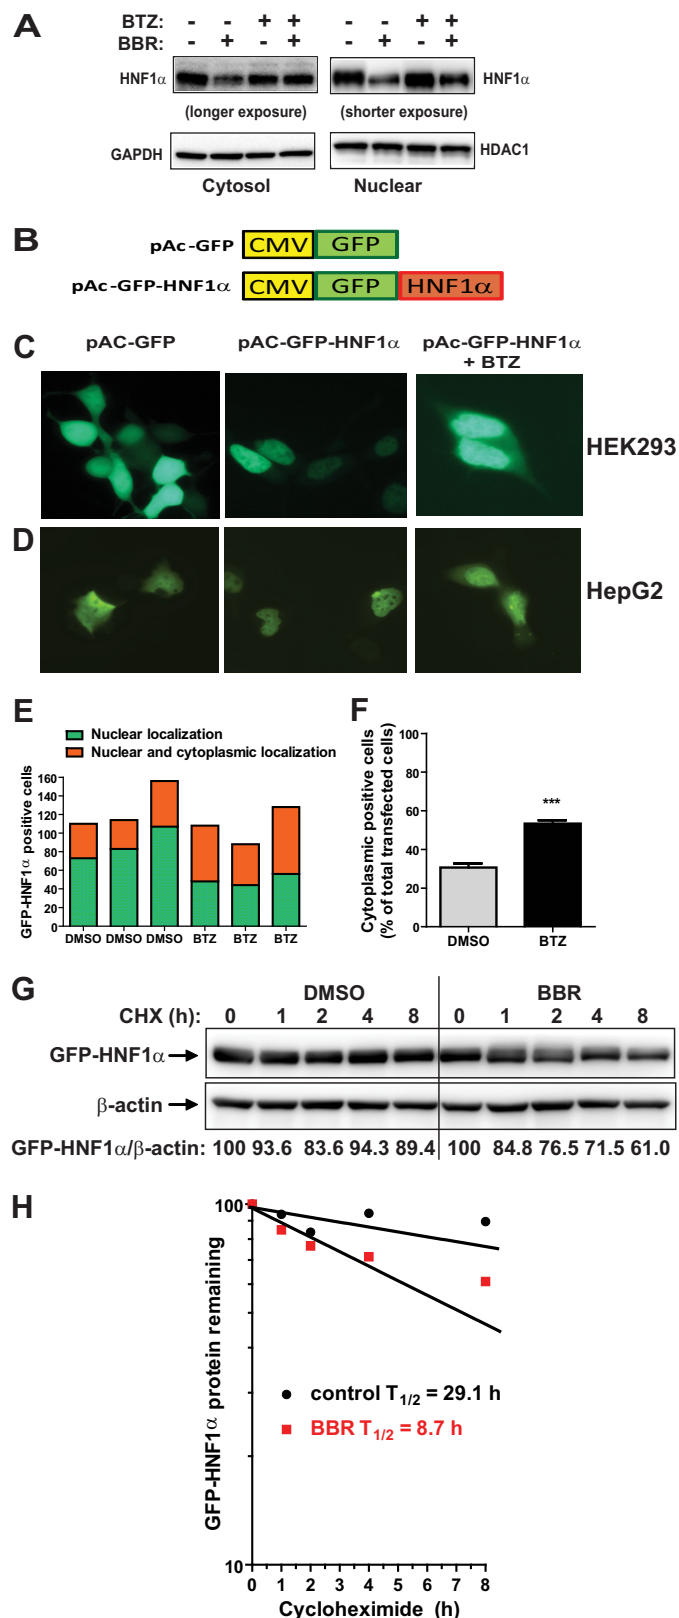 A
BTZ: - - + +
BBR: - + - +
- - + +
- + - +
HNF1α
HNF1α
(longer exposure)
(shorter exposure)
GAPDH
HDAC1
Cytosol
Nuclear
B
pAc-GFP CMV GFP
pAc-GFP-HNF1α CMV GFP HNF1α
C
pAC-GFP
pAC-GFP-HNF1α
pAc-GFP-HNF1α
+ BTZ
HEK293
D
HepG2
E
Nuclear localization
Nuclear and cytoplasmic localization
GFP-HNF1α positive cells
160
140
120
100
80
60
40
20
0
DMSO DMSO DMSO BTZ BTZ BTZ
F
Cytoplasmic positive cells
(% of total transfected cells)
100
80
60
40
20
0
***
DMSO BTZ
G
DMSO BBR
CHX (h): 0 1 2 4 8 0 1 2 4 8
GFP-HNF1α
β-actin
GFP-HNF1α/β-actin: 100 93.6 83.6 94.3 89.4 100 84.8 76.5 71.5 61.0
H
GFP-HNF1α protein remaining
100
10
control T1/2 = 29.1 h
BBR T1/2 = 8.7 h
0 1 2 3 4 5 6 7 8
Cycloheximide (h)